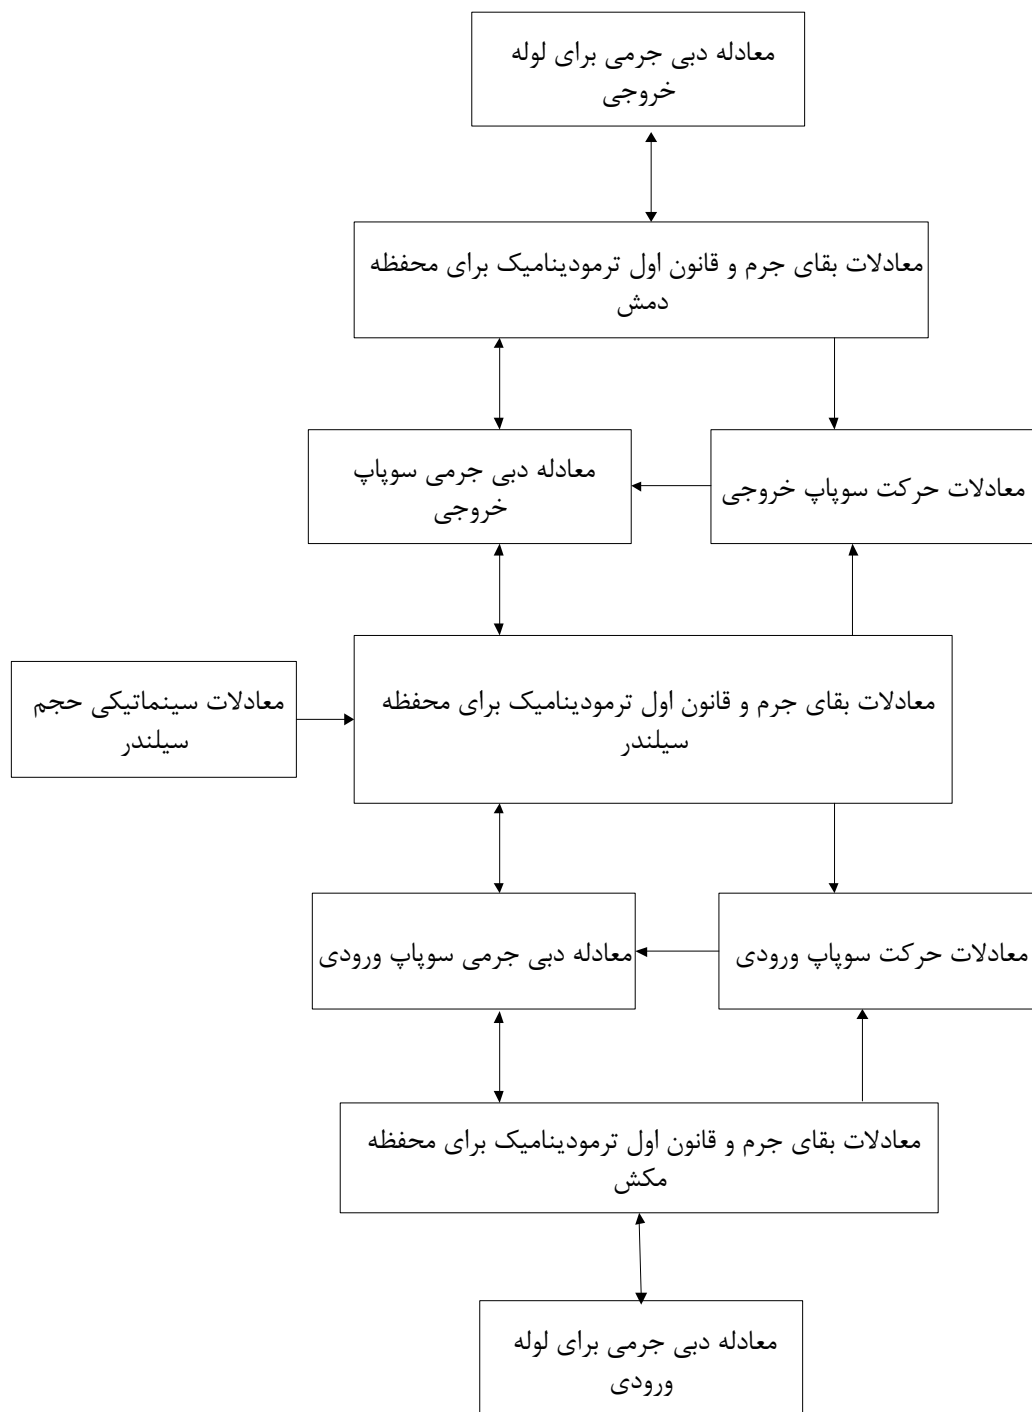 معادله دبی جرمی برای لوله
خروجی
معادلات بقای جرم و قانون اول ترمودینامیک برای محفظه
دمش
معادله دبی جرمی سوپاپ
خروجی
معادلات حرکت سوپاپ خروجی
معادلات سینماتیکی حجم
سیلندر
معادلات بقای جرم و قانون اول ترمودینامیک برای محفظه
سیلندر
معادله دبی جرمی سوپاپ ورودی
معادلات حرکت سوپاپ ورودی
معادلات بقای جرم و قانون اول ترمودینامیک برای محفظه
مکش
معادله دبی جرمی برای لوله
ورودی